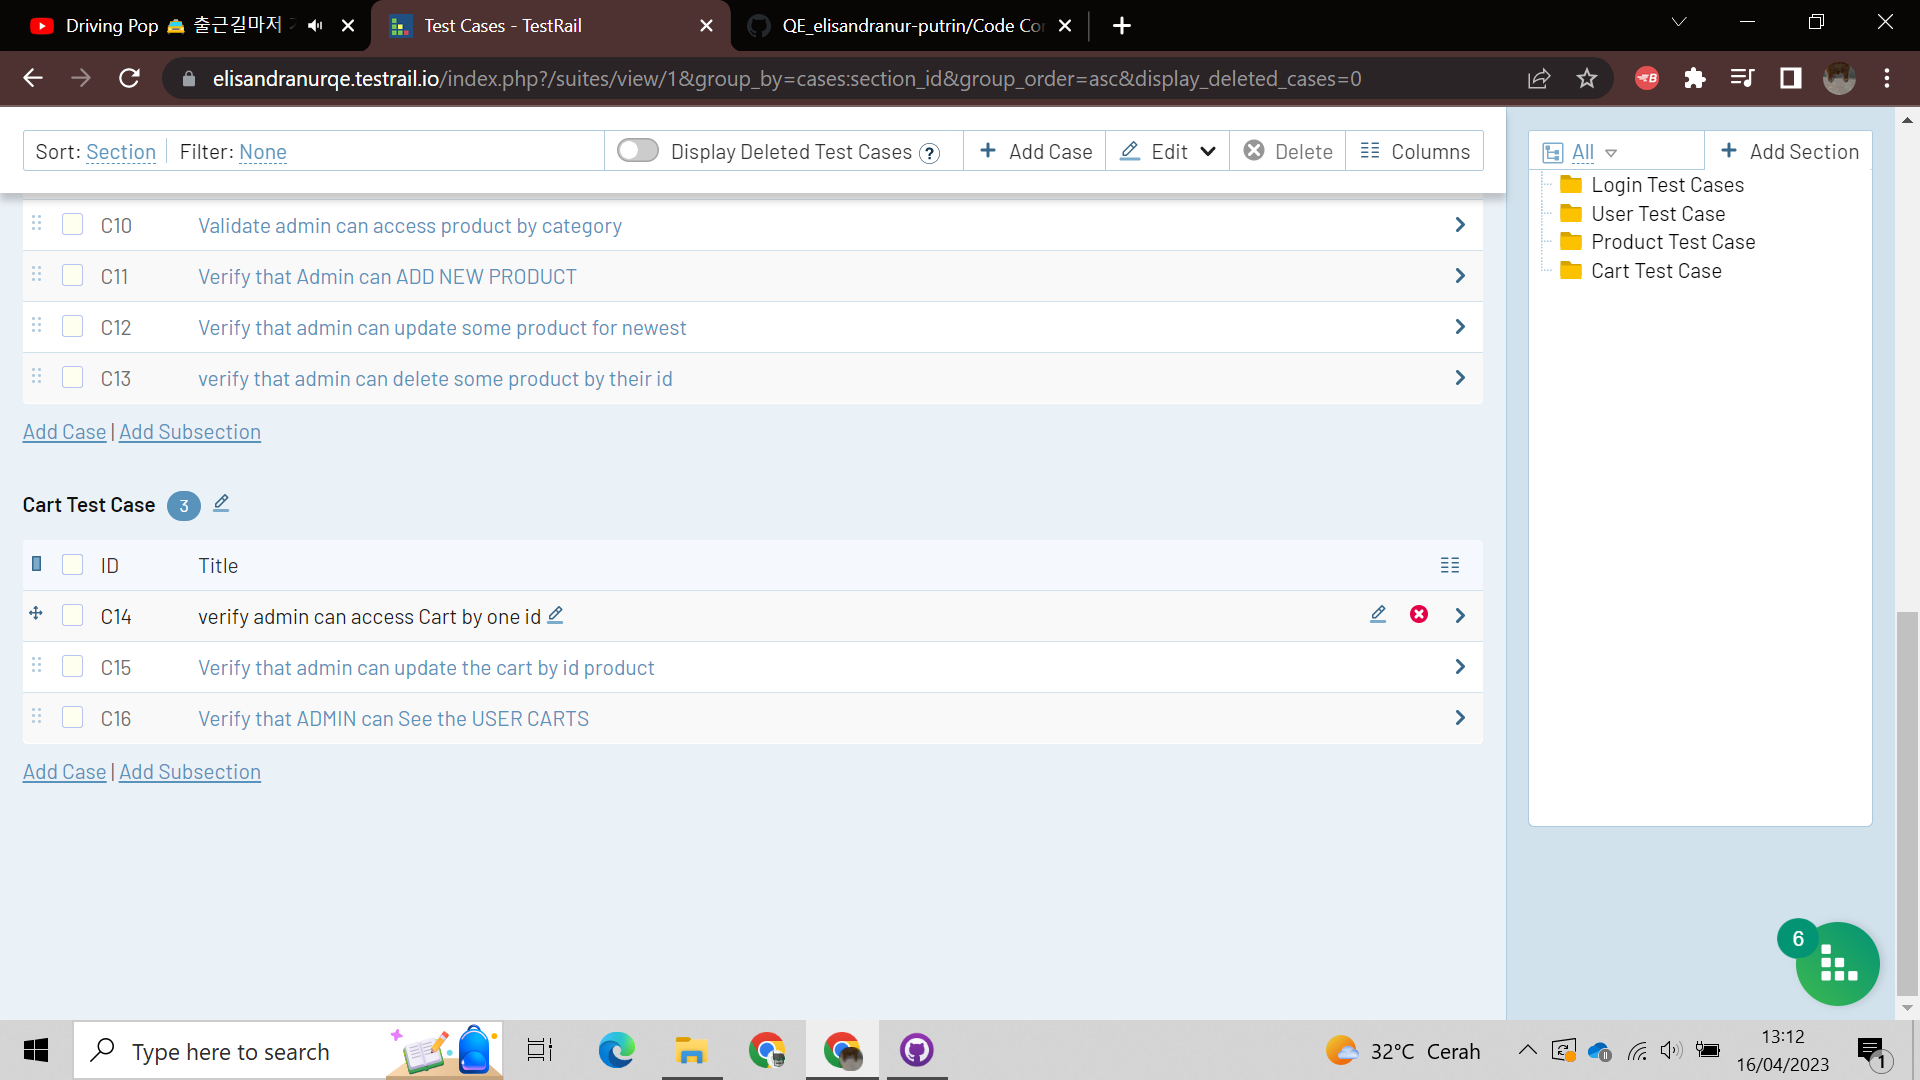 Driving Pop 🚖 출근길마저
Test Cases - TestRail
QE_elisandranur-putrin/Code Co
elisandranurqe.testrail.io/index.php?/suites/view/1&group_by=cases:section_id&group_order=asc&display_deleted_cases=0
Sort: Section
Filter: None
Display Deleted Test Cases ?
+ Add Case
Edit
Delete
Columns
All
+ Add Section
Login Test Cases
User Test Case
Product Test Case
Cart Test Case
C10 Validate admin can access product by category
C11 Verify that Admin can ADD NEW PRODUCT
C12 Verify that admin can update some product for newest
C13 verify that admin can delete some product by their id
Add Case | Add Subsection
Cart Test Case 3
ID Title
C14 verify admin can access Cart by one id
C15 Verify that admin can update the cart by id product
C16 Verify that ADMIN can See the USER CARTS
Add Case | Add Subsection
6
Type here to search
32°C Cerah
13:12
16/04/2023
1